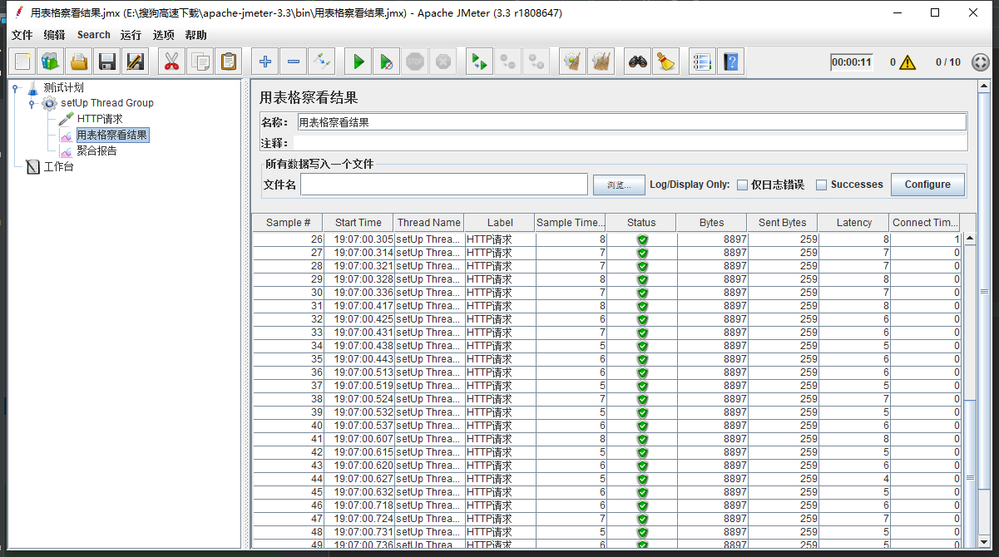 用表格察看结果.jmx (E:\搜狗高速下载\apache-jmeter-3.3\bin\用表格察看结果.jmx) - Apache JMeter (3.3 r1808647)
文件 编辑 Search 运行 选项 帮助
STOP 00:00:11 0 0 / 10
测试计划
setUp Thread Group
HTTP请求
用表格察看结果
聚合报告
工作台
用表格察看结果
名称: 用表格察看结果
注释:
所有数据写入一个文件
文件名 浏览... Log/Display Only: 仅日志错误 Successes Configure
Sample # Start Time Thread Name Label Sample Time... Status Bytes Sent Bytes Latency Connect Tim...
26 19:07:00.305 setUp Threa... HTTP请求 8 8897 259 8 1
27 19:07:00.314 setUp Threa... HTTP请求 7 8897 259 7 0
28 19:07:00.321 setUp Threa... HTTP请求 7 8897 259 7 0
29 19:07:00.328 setUp Threa... HTTP请求 8 8897 259 8 0
30 19:07:00.336 setUp Threa... HTTP请求 7 8897 259 7 0
31 19:07:00.417 setUp Threa... HTTP请求 8 8897 259 8 0
32 19:07:00.425 setUp Threa... HTTP请求 6 8897 259 6 0
33 19:07:00.431 setUp Threa... HTTP请求 7 8897 259 6 0
34 19:07:00.438 setUp Threa... HTTP请求 5 8897 259 5 0
35 19:07:00.443 setUp Threa... HTTP请求 6 8897 259 6 0
36 19:07:00.513 setUp Threa... HTTP请求 6 8897 259 6 0
37 19:07:00.519 setUp Threa... HTTP请求 5 8897 259 5 0
38 19:07:00.524 setUp Threa... HTTP请求 7 8897 259 7 0
39 19:07:00.532 setUp Threa... HTTP请求 5 8897 259 5 0
40 19:07:00.537 setUp Threa... HTTP请求 6 8897 259 6 0
41 19:07:00.607 setUp Threa... HTTP请求 8 8897 259 8 0
42 19:07:00.615 setUp Threa... HTTP请求 5 8897 259 5 0
43 19:07:00.620 setUp Threa... HTTP请求 6 8897 259 6 0
44 19:07:00.627 setUp Threa... HTTP请求 5 8897 259 4 0
45 19:07:00.632 setUp Threa... HTTP请求 6 8897 259 5 0
46 19:07:00.718 setUp Threa... HTTP请求 6 8897 259 6 0
47 19:07:00.724 setUp Threa... HTTP请求 7 8897 259 7 0
48 19:07:00.731 setUp Threa... HTTP请求 5 8897 259 5 0
49 19:07:00.736 setUp Threa... HTTP请求 6 8897 259 5 0